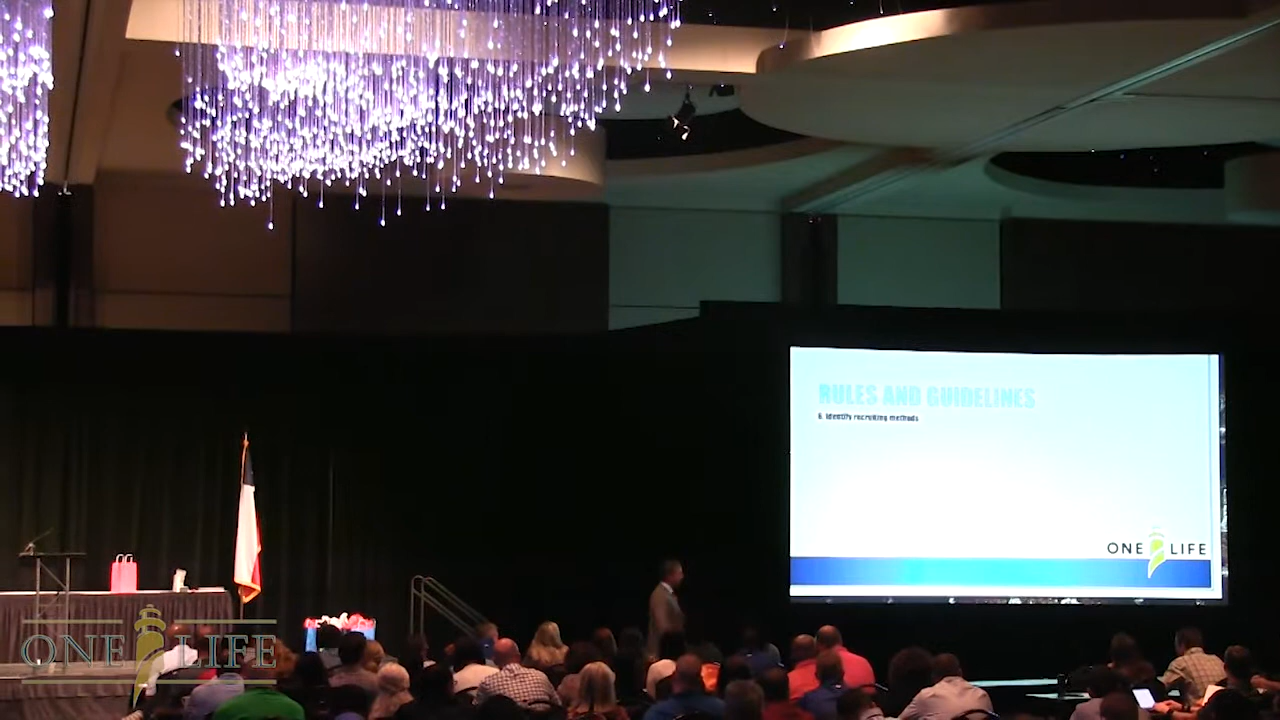 RULES AND GUIDELINES
6. Identify recruiting methods
ONE LIFE
ONE LIFE